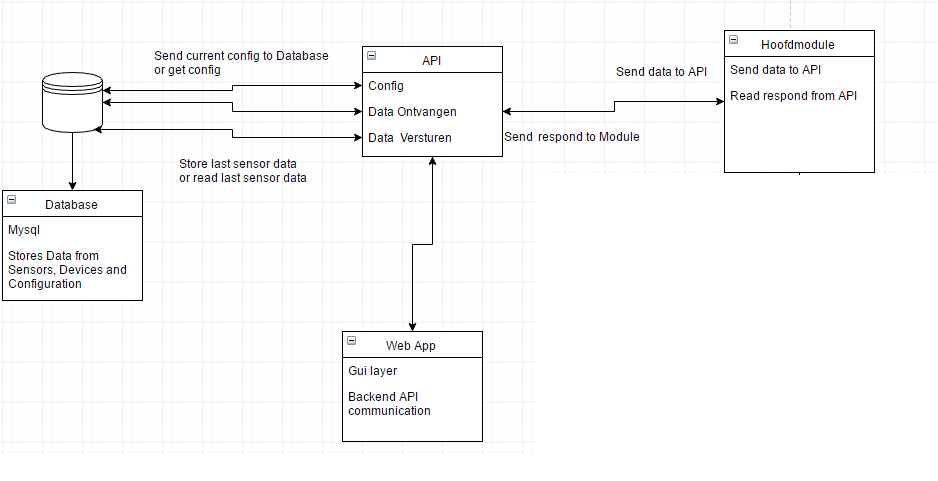 Hoofdmodule
Send data to API
Read respond from API
Send current config to Database
or get config
API
Config
Data Ontvangen
Data Versturen
Send data to API
Send respond to Module
Store last sensor data
or read last sensor data
Database
Mysql
Stores Data from
Sensors, Devices and
Configuration
Web App
Gui layer
Backend API
communication